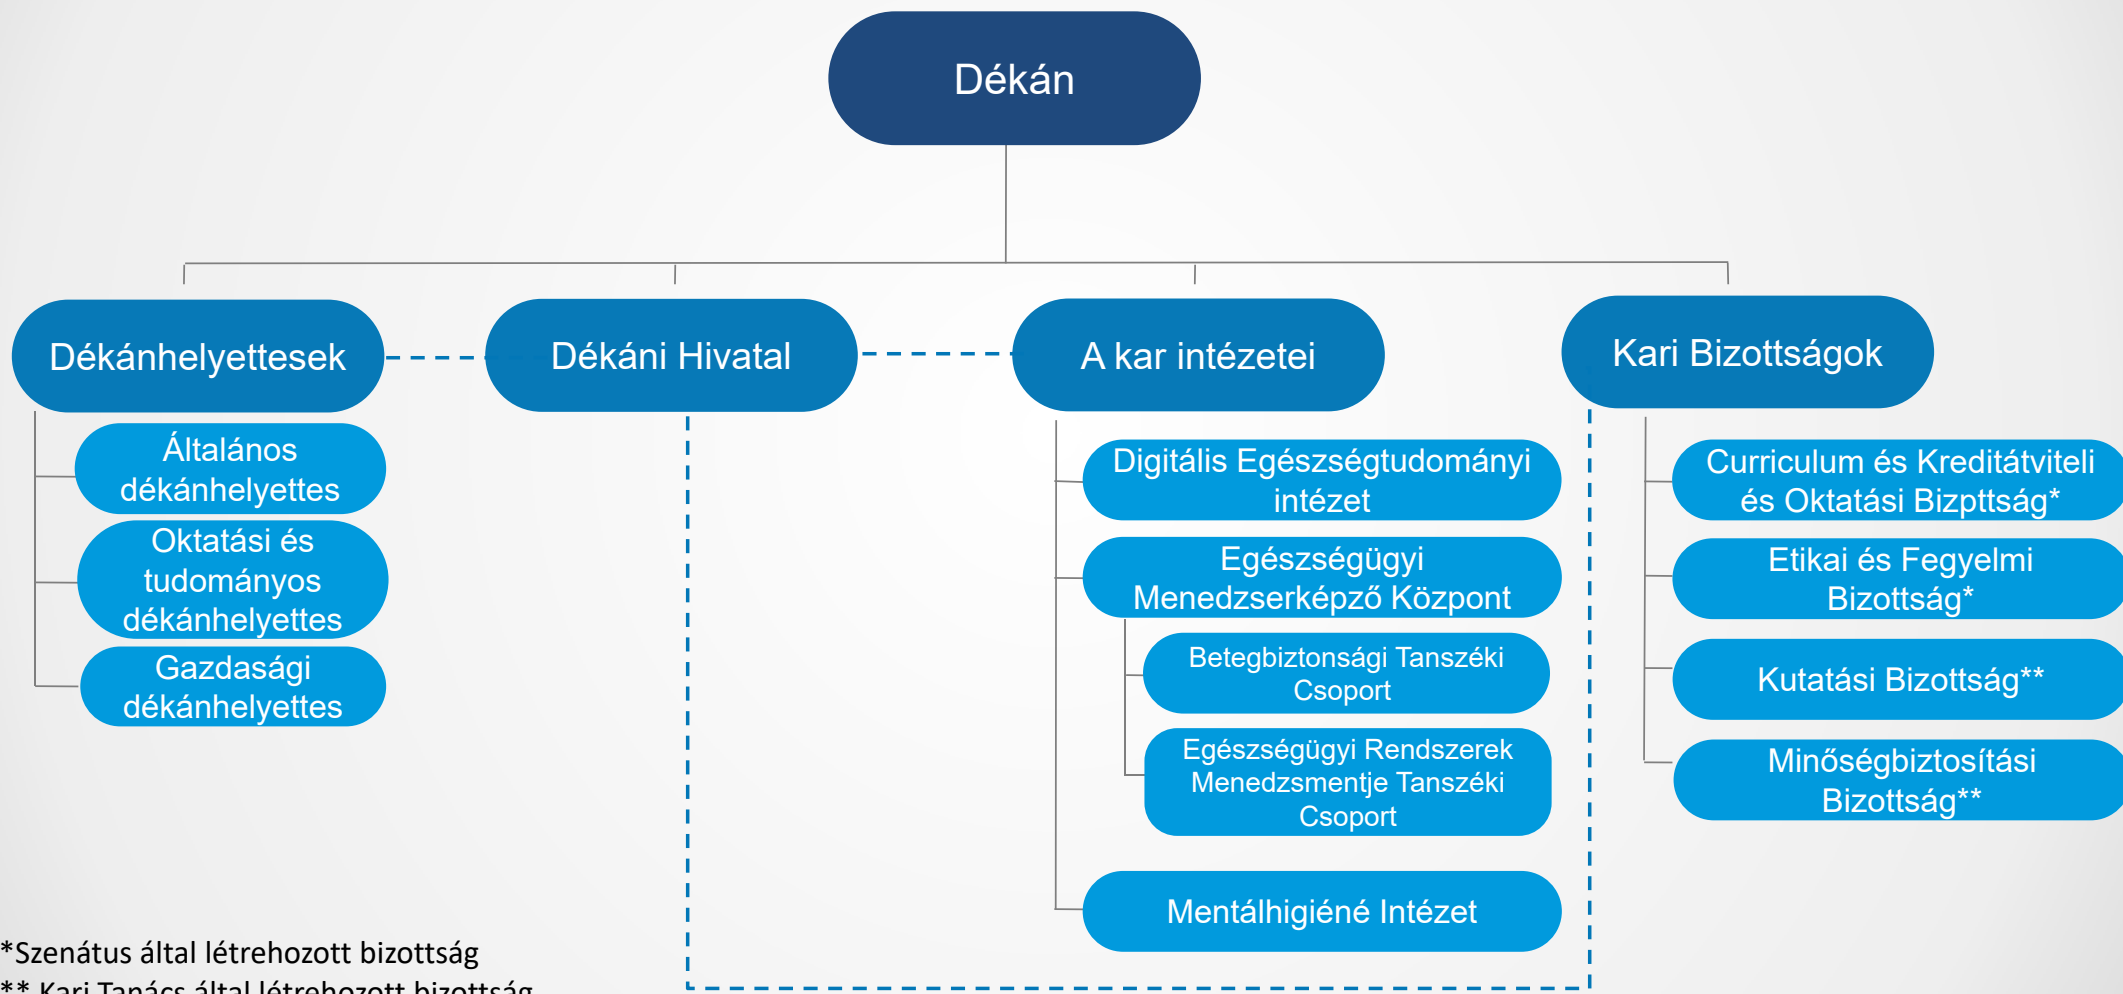 Dékán
Dékánhelyettesek
Dékáni Hivatal
A kar intézetei
Kari Bizottságok
Általános
dékánhelyettes
Oktatási és
tudományos
dékánhelyettes
Gazdasági
dékánhelyettes
Digitális Egészségtudományi
intézet
Egészségügyi
Menedzserképző Központ
Betegbiztonsági Tanszéki
Csoport
Egészségügyi Rendszerek
Menedzsmentje Tanszéki
Csoport
Mentálhigiéné Intézet
Curriculum és Kreditátviteli
és Oktatási Bizpttság*
Etikai és Fegyelmi
Bizottság*
Kutatási Bizottság**
Minőségbiztosítási
Bizottság**
*Szenátus által létrehozott bizottság
** Kari Tanács által létrehozott bizottság